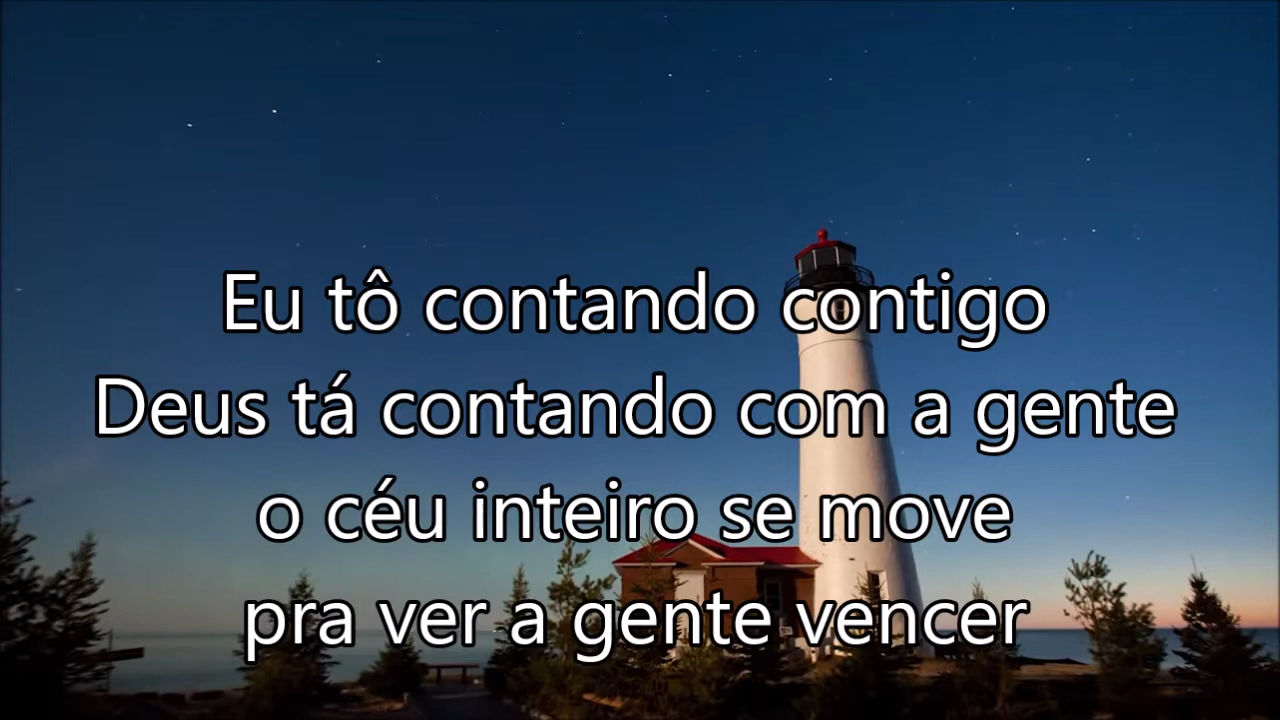 Eu tô contando contigo
Deus tá contando com a gente
o céu inteiro se move
pra ver a gente vencer